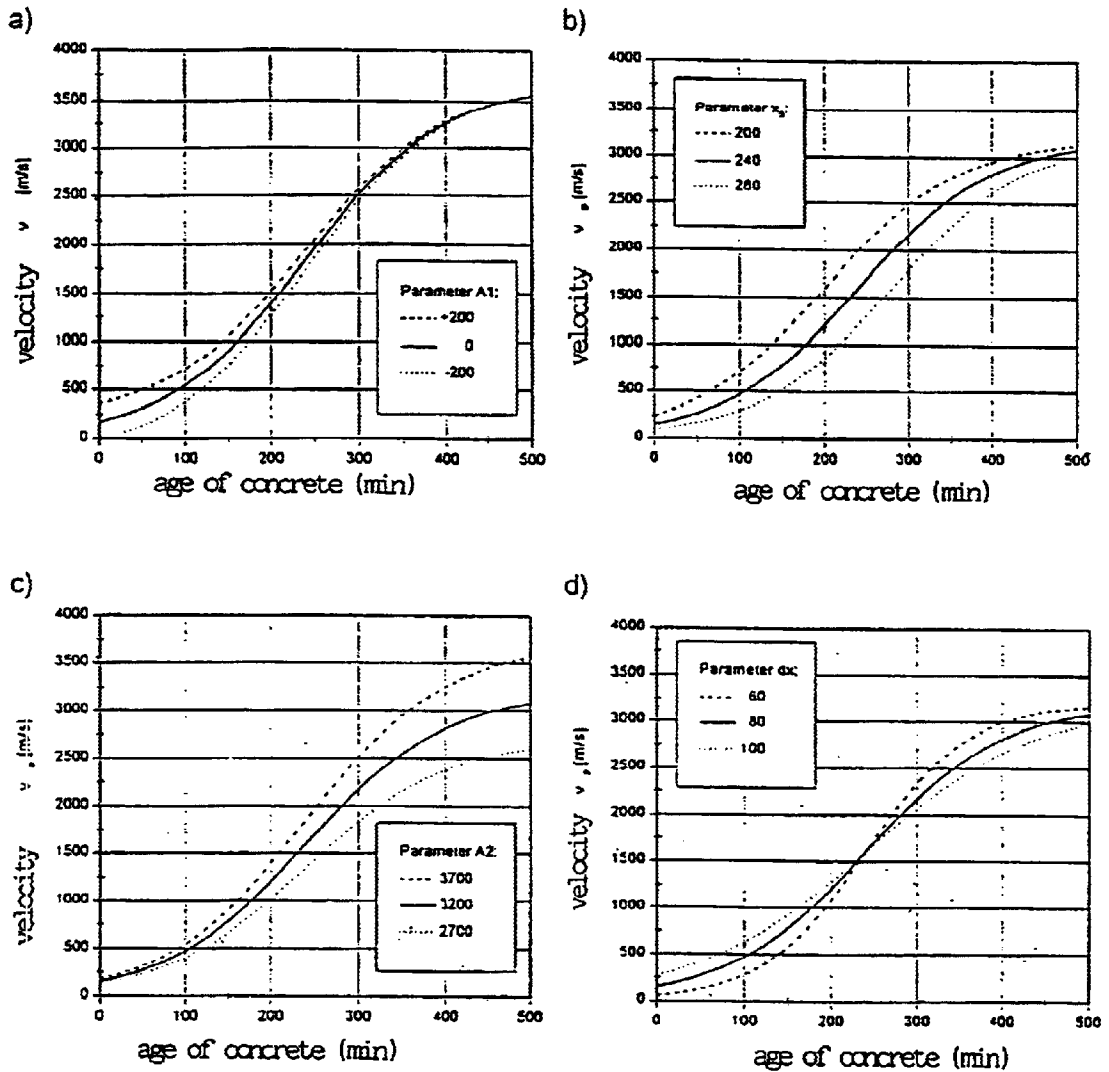 a)
4000
3500
3000
2500
2000
1500
1000
500
0
velocity v [m/s]
Parameter A1:
+200
0
-200
0 100 200 300 400 500
age of concrete (min)
b)
4000
3500
3000
2500
2000
1500
1000
500
0
velocity v [m/s]
Parameter
200
240
280
0 100 200 300 400 500
age of concrete (min)
c)
4000
3500
3000
2500
2000
1500
1000
500
0
velocity [m/s]
Parameter A2:
3700
3200
2700
0 100 200 300 400 500
age of concrete (min)
d)
4000
3500
3000
2500
2000
1500
1000
500
0
velocity v [m/s]
Parameter dx:
60
80
100
0 100 200 300 400 500
age of concrete (min)